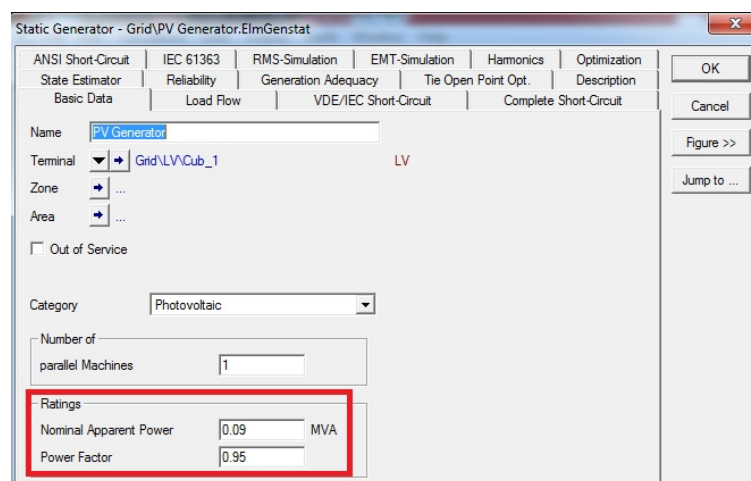 Static Generator - Grid\PV Generator.ElmGenstat
x
ANSI Short-Circuit IEC 61363 RMS-Simulation EMT-Simulation Harmonics Optimization
State Estimator Reliability Generation Adequacy Tie Open Point Opt. Description
Basic Data Load Flow VDE/IEC Short-Circuit Complete Short-Circuit
OK
Cancel
Figure >>
Jump to ...
Name PV Generator
Terminal Grid\LV\Cub_1 LV
Zone ...
Area ...
Out of Service
Category Photovoltaic
Number of
parallel Machines 1
Ratings
Nominal Apparent Power 0.09 MVA
Power Factor 0.95